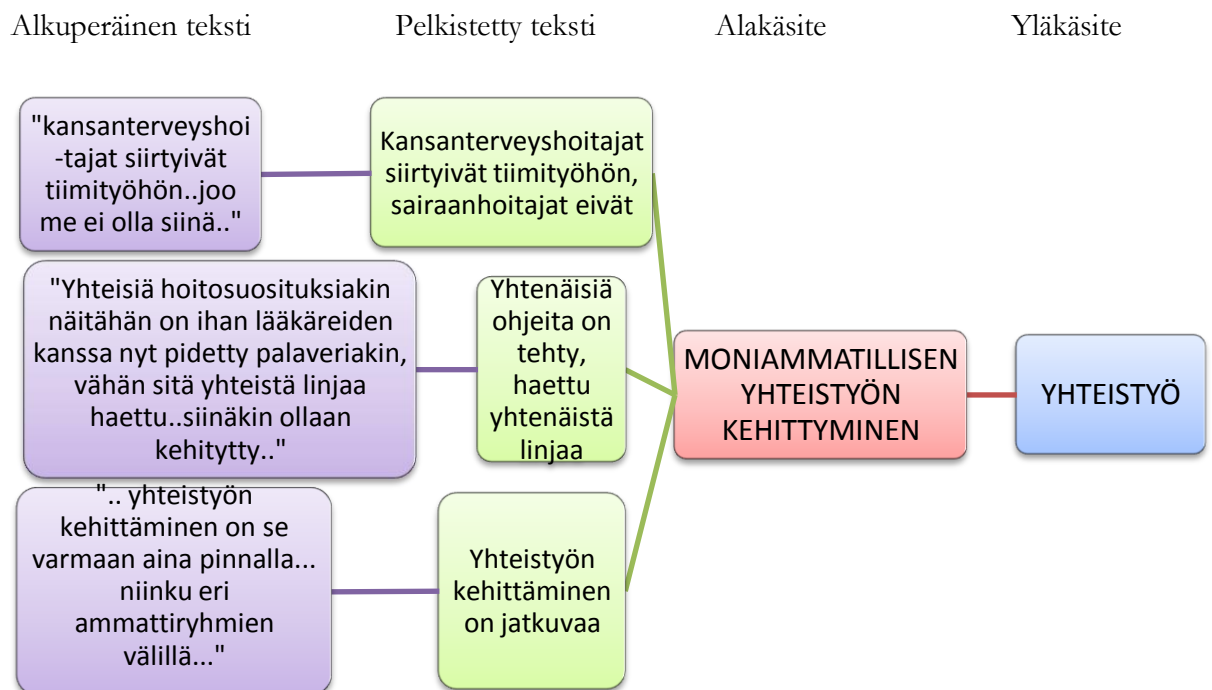 Alkuperäinen teksti
Pelkistetty teksti
Alakäsite
Yläkäsite
"kansanterveyshoi
-tajat siirtyivät
tiimityöhön..joo
me ei olla siinä.."
Kansanterveyshoitajat
siirtyivät tiimityöhön,
sairaanhoitajat eivät
"Yhteisiä hoitosuosituksiakin
näitähän on ihan lääkäreiden
kanssa nyt pidetty palaveriakin,
vähän sitä yhteistä linjaa
haettu..siinäkin ollaan
kehitytty.."
Yhtenäisiä
ohjeita on
tehty,
haettu
yhtenäistä
linjaa
".. yhteistyön
kehittäminen on se
varmaan aina pinnalla...
niinku eri
ammattiryhmien
välillä..."
Yhteistyön
kehittäminen
on jatkuvaa
MONIAMMATILLISEN
YHTEISTYÖN
KEHITTYMINEN
YHTEISTYÖ